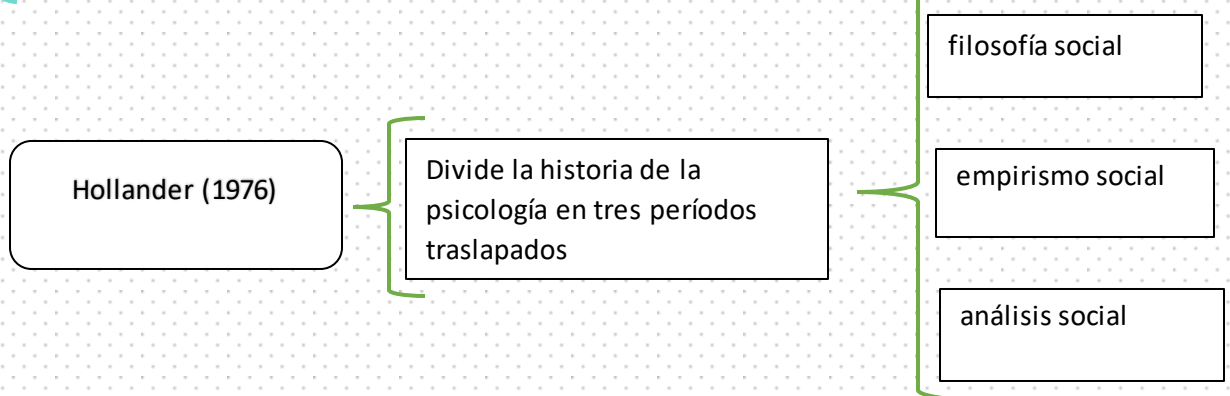 Hollander (1976)
Divide la historia de la
psicología en tres períodos
traslapados
filosofía social
empirismo social
análisis social